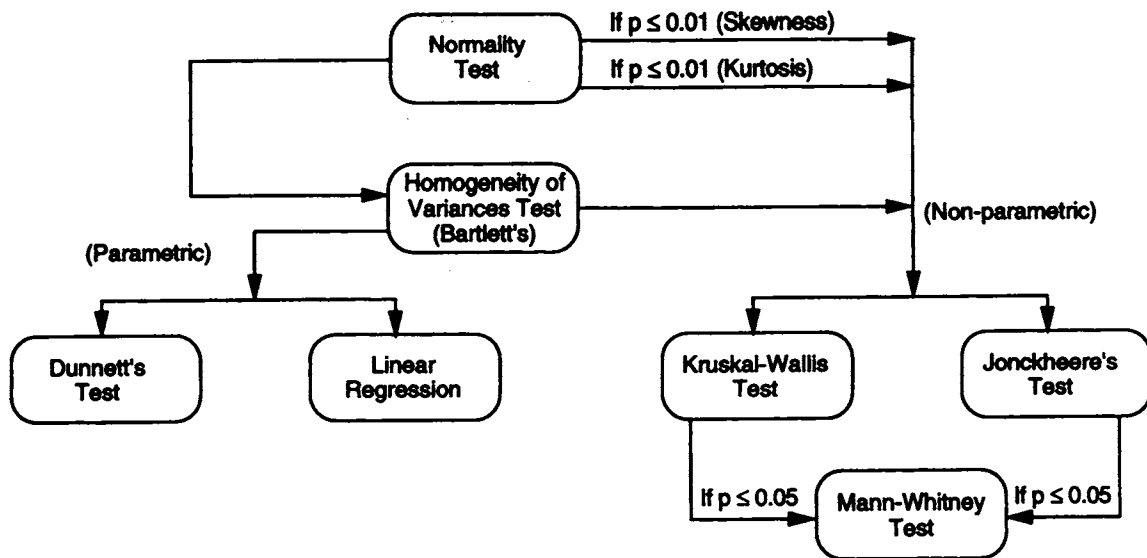 Normality
Test
If p ≤ 0.01 (Skewness)
If p ≤ 0.01 (Kurtosis)
Homogeneity of
Variances Test
(Bartlett's)
(Parametric)
(Non-parametric)
Dunnett's
Test
Linear
Regression
Kruskal-Wallis
Test
Jonckheere's
Test
If p ≤ 0.05
Mann-Whitney
Test
If p ≤ 0.05